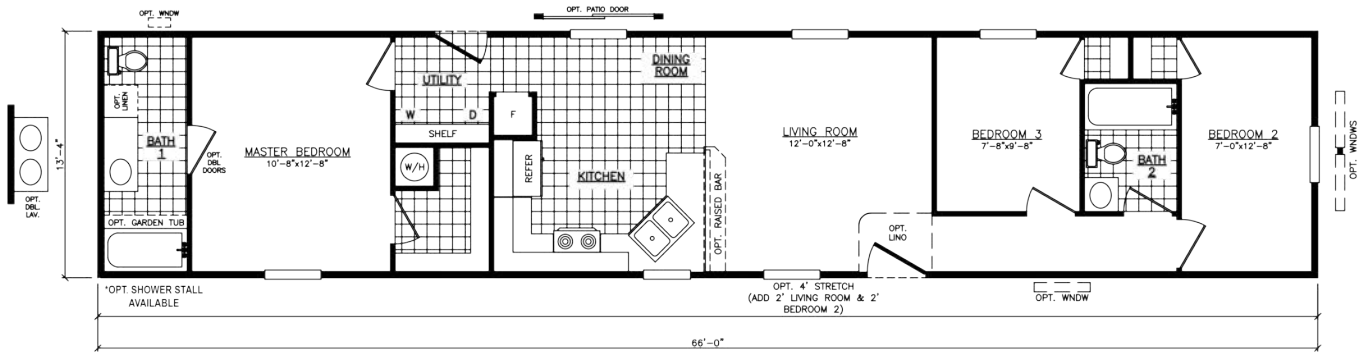 OPT. WNDW
OPT. PATIO DOOR
13'-4"
OPT.
DBL.
LAV.
OPT.
LINEN
BATH
1
OPT.
DBL
DOORS
OPT. GARDEN TUB
*OPT. SHOWER STALL
AVAILABLE
MASTER BEDROOM
10'-8"x12'-8"
UTILITY
W D
SHELF
W/H
F
REFER
KITCHEN
DINING
ROOM
OPT. RAISED BAR
LIVING ROOM
12'-0"x12'-8"
OPT.
LINO
OPT. 4' STRETCH
(ADD 2' LIVING ROOM & 2'
BEDROOM 2)
BEDROOM 3
7'-8"x9'-8"
BATH
2
BEDROOM 2
7'-0"x12'-8"
OPT. WNDWS
OPT. WNDW
66'-0"